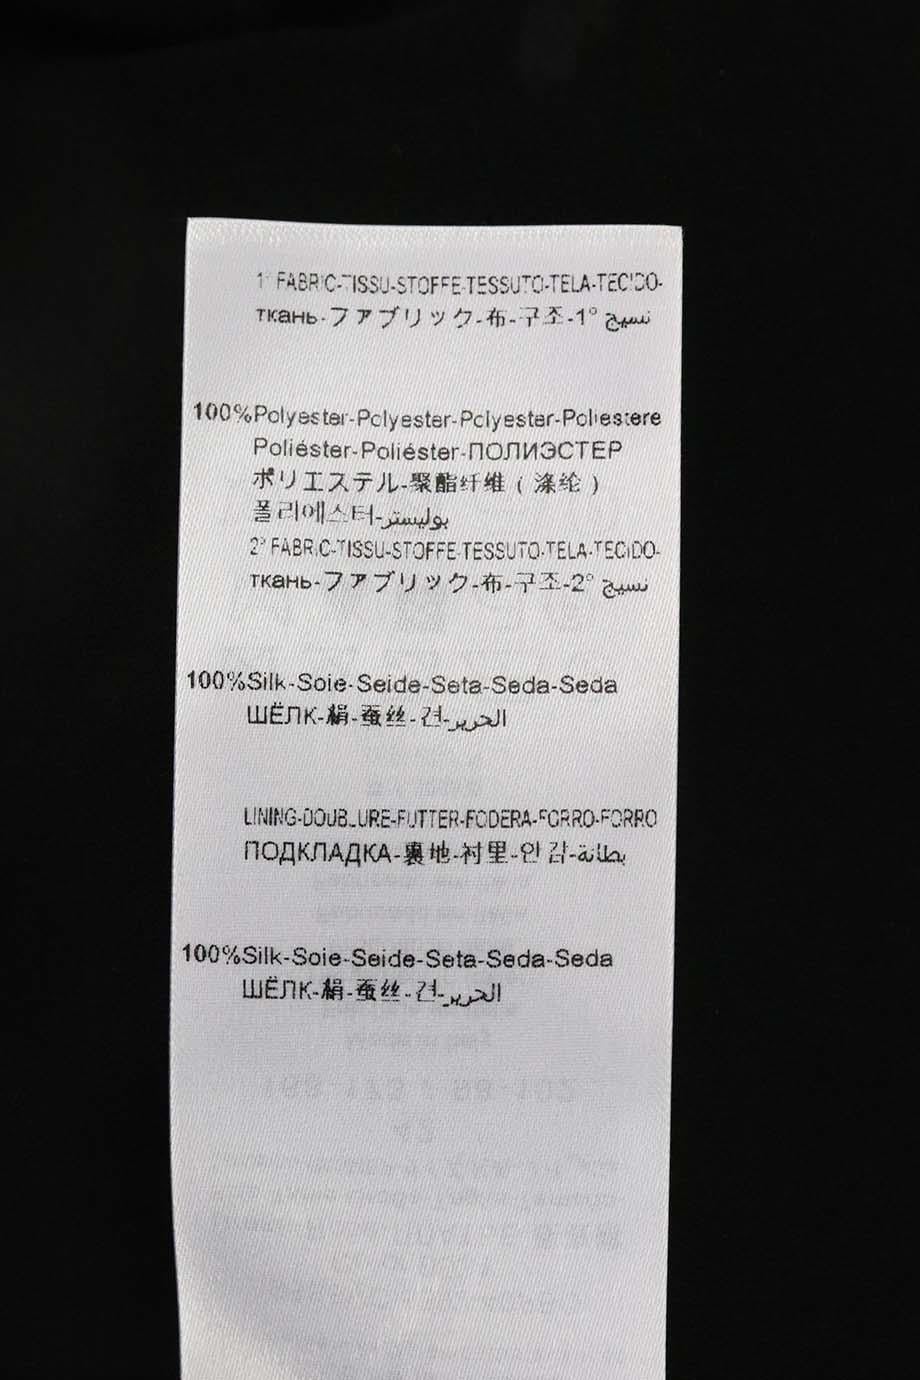 1° FABRIC-TISSU-STOFFE-TESSUTO-TELA-TECIDO-
ткань-ファブリック-布-구조-1° نسيج
100%Polyester-Polyester-Polyester-Poliestere
Poliéster-Poliéster-ПОЛИЭСТЕР
ポリエステル-聚酯纤维 ( 涤纶 )
폴리에스터-بوليستر
2° FABRIC-TISSU-STOFFE-TESSUTO-TELA-TECIDO-
ткань-ファブリック-布-구조-2° نسيج
100%Silk-Soie-Seide-Seta-Seda-Seda
ШЁЛК-絹-蚕丝-견-الحرير
LINING-DOUBLURE-FUTTER-FODERA-FORRO-FORRO
ПОДКЛАДКА-裏地-衬里-안감-بطانة
100%Silk-Soie-Seide-Seta-Seda-Seda
ШЁЛК-絹-蚕丝-견-الحرير